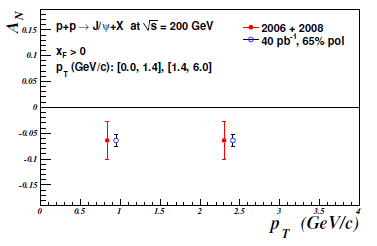 A_N
p+p → J/ψ+X at √s = 200 GeV
x_F > 0
p_T (GeV/c): [0.0, 1.4], [1.4, 6.0]
2006 + 2008
40 pb⁻¹, 65% pol
0.15
0.1
0.05
0
-0.05
-0.1
-0.15
0 0.5 1 1.5 2 2.5 3 3.5 4
p_T (GeV/c)